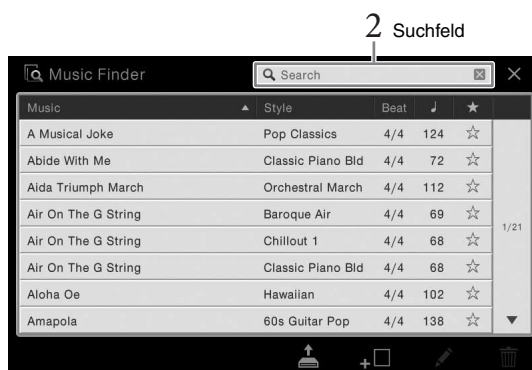 2 Suchfeld
Music Finder Search
Music Style Beat ♩ ★
A Musical Joke Pop Classics 4/4 124 ☆
Abide With Me Classic Piano Bld 4/4 72 ☆
Aida Triumph March Orchestral March 4/4 112 ☆
Air On The G String Baroque Air 4/4 69 ☆
Air On The G String Chillout 1 4/4 68 ☆
Air On The G String Classic Piano Bld 4/4 68 ☆
Aloha Oe Hawaiian 4/4 102 ☆
Amapola 60s Guitar Pop 4/4 138 ☆
1/21